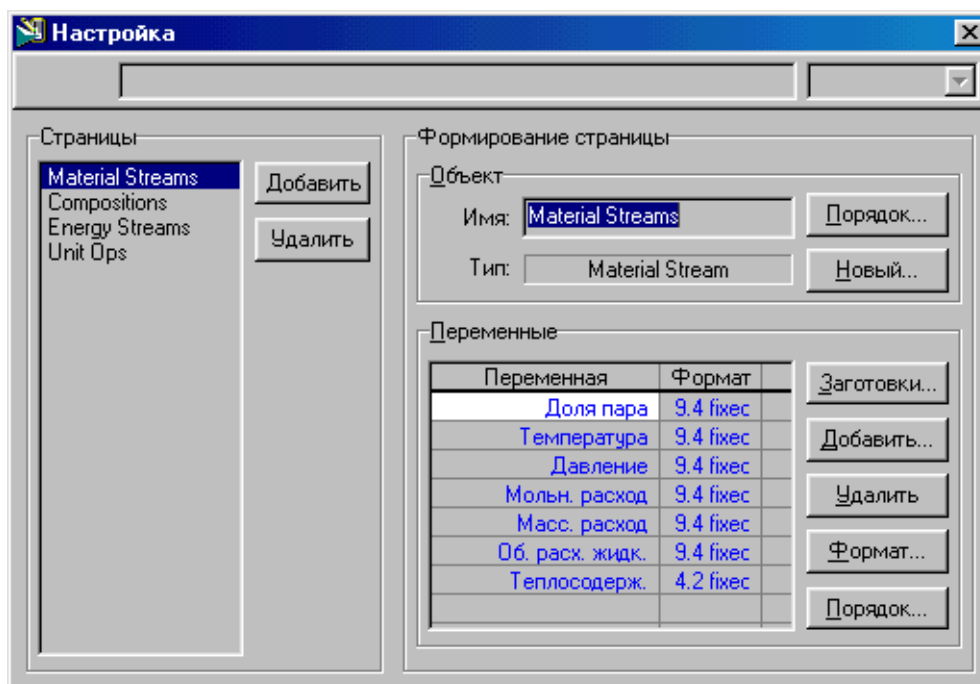 Настройка
Страницы
Material Streams
Compositions
Energy Streams
Unit Ops
Добавить
Удалить
Формирование страницы
Объект
Имя: Material Streams
Порядок...
Тип: Material Stream
Новый...
Переменные
Переменная Формат
Доля пара 9.4 fixec
Температура 9.4 fixec
Давление 9.4 fixec
Мольн. расход 9.4 fixec
Масс. расход 9.4 fixec
Об. расх. жидк. 9.4 fixec
Теплосодерж. 4.2 fixec
Заготовки...
Добавить...
Удалить
Формат...
Порядок...